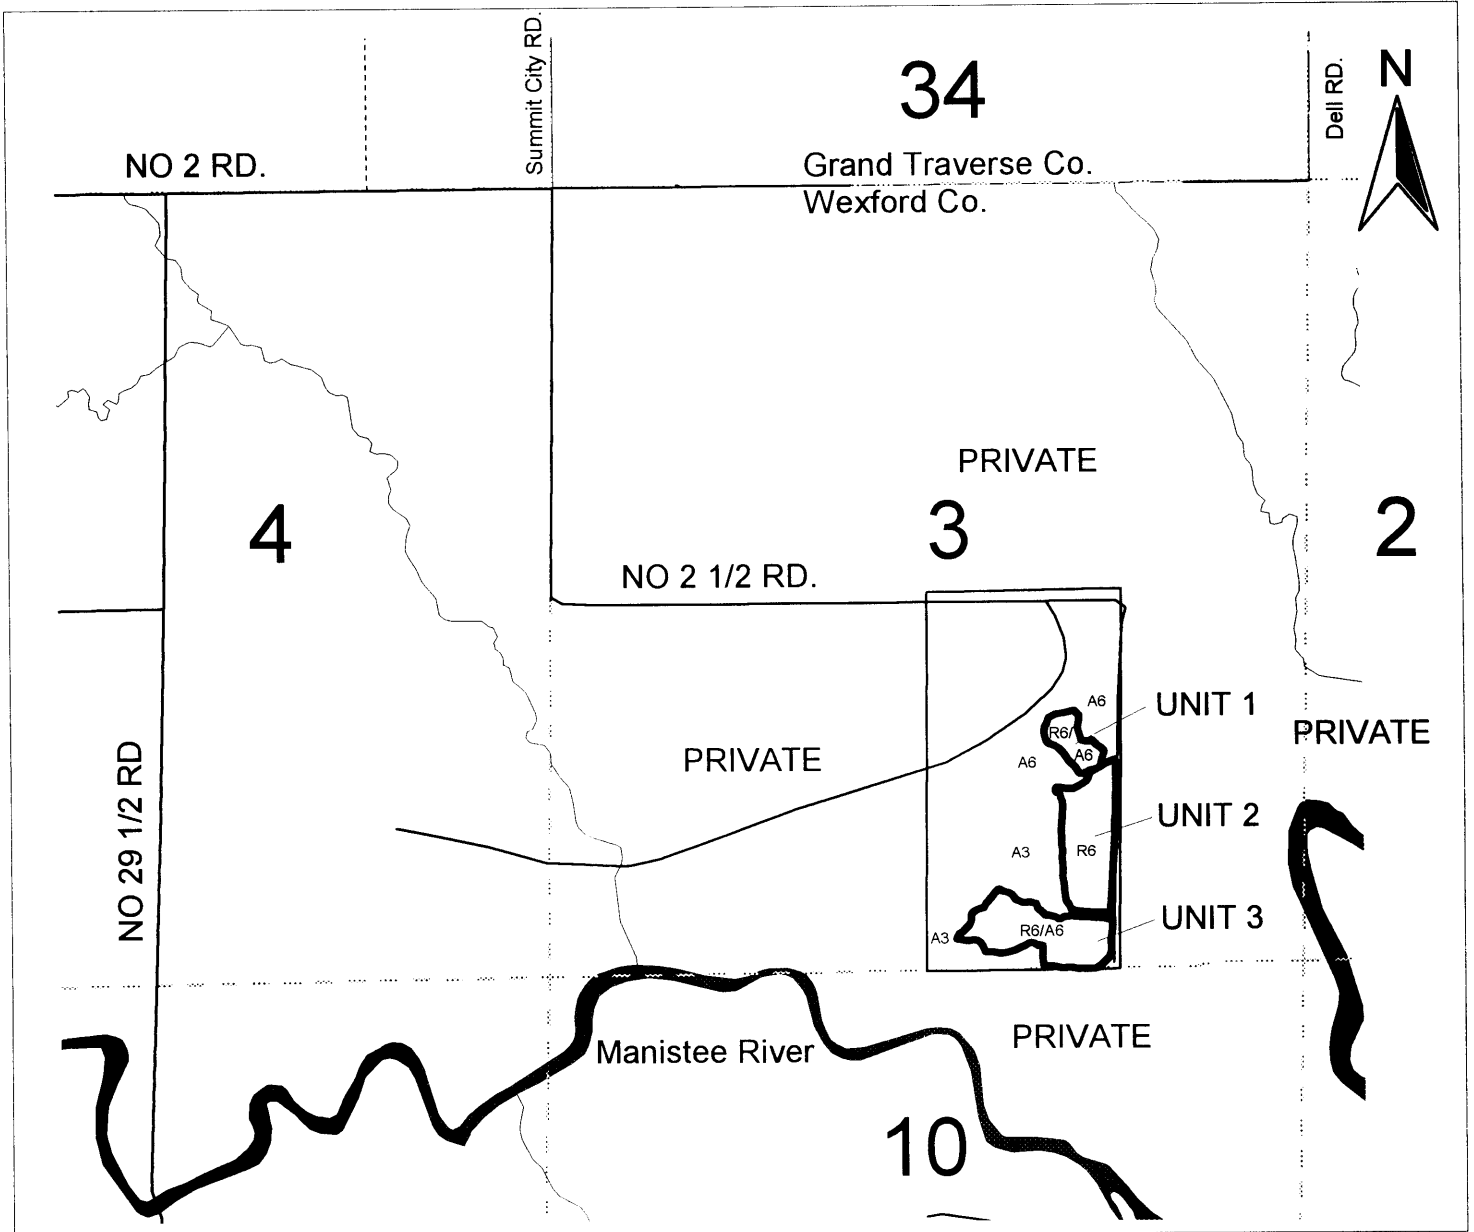 Summit City RD.
34
Dell RD.
N
NO 2 RD.
Grand Traverse Co.
Wexford Co.
PRIVATE
4
3
2
NO 2 1/2 RD.
A6
UNIT 1
R6/
A6
A6
PRIVATE
PRIVATE
NO 29 1/2 RD
UNIT 2
A3
R6
UNIT 3
A3
R6/A6
PRIVATE
Manistee River
10